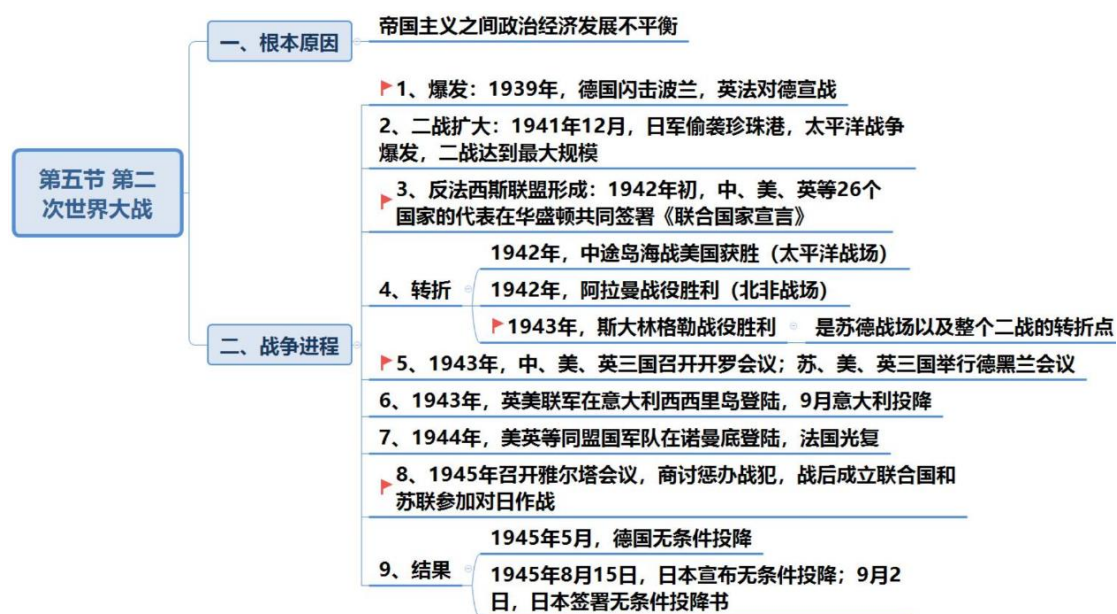 第五节 第二
次世界大战
一、根本原因
帝国主义之间政治经济发展不平衡
二、战争进程
1、爆发：1939年，德国闪击波兰，英法对德宣战
2、二战扩大：1941年12月，日军偷袭珍珠港，太平洋战争
爆发，二战达到最大规模
3、反法西斯联盟形成：1942年初，中、美、英等26个
国家的代表在华盛顿共同签署《联合国家宣言》
4、转折
1942年，中途岛海战美国获胜（太平洋战场）
1942年，阿拉曼战役胜利（北非战场）
1943年，斯大林格勒战役胜利
是苏德战场以及整个二战的转折点
5、1943年，中、美、英三国召开开罗会议；苏、美、英三国举行德黑兰会议
6、1943年，英美联军在意大利西西里岛登陆，9月意大利投降
7、1944年，美英等同盟国军队在诺曼底登陆，法国光复
8、1945年召开雅尔塔会议，商讨惩办战犯，战后成立联合国和
苏联参加对日作战
9、结果
1945年5月，德国无条件投降
1945年8月15日，日本宣布无条件投降；9月2
日，日本签署无条件投降书